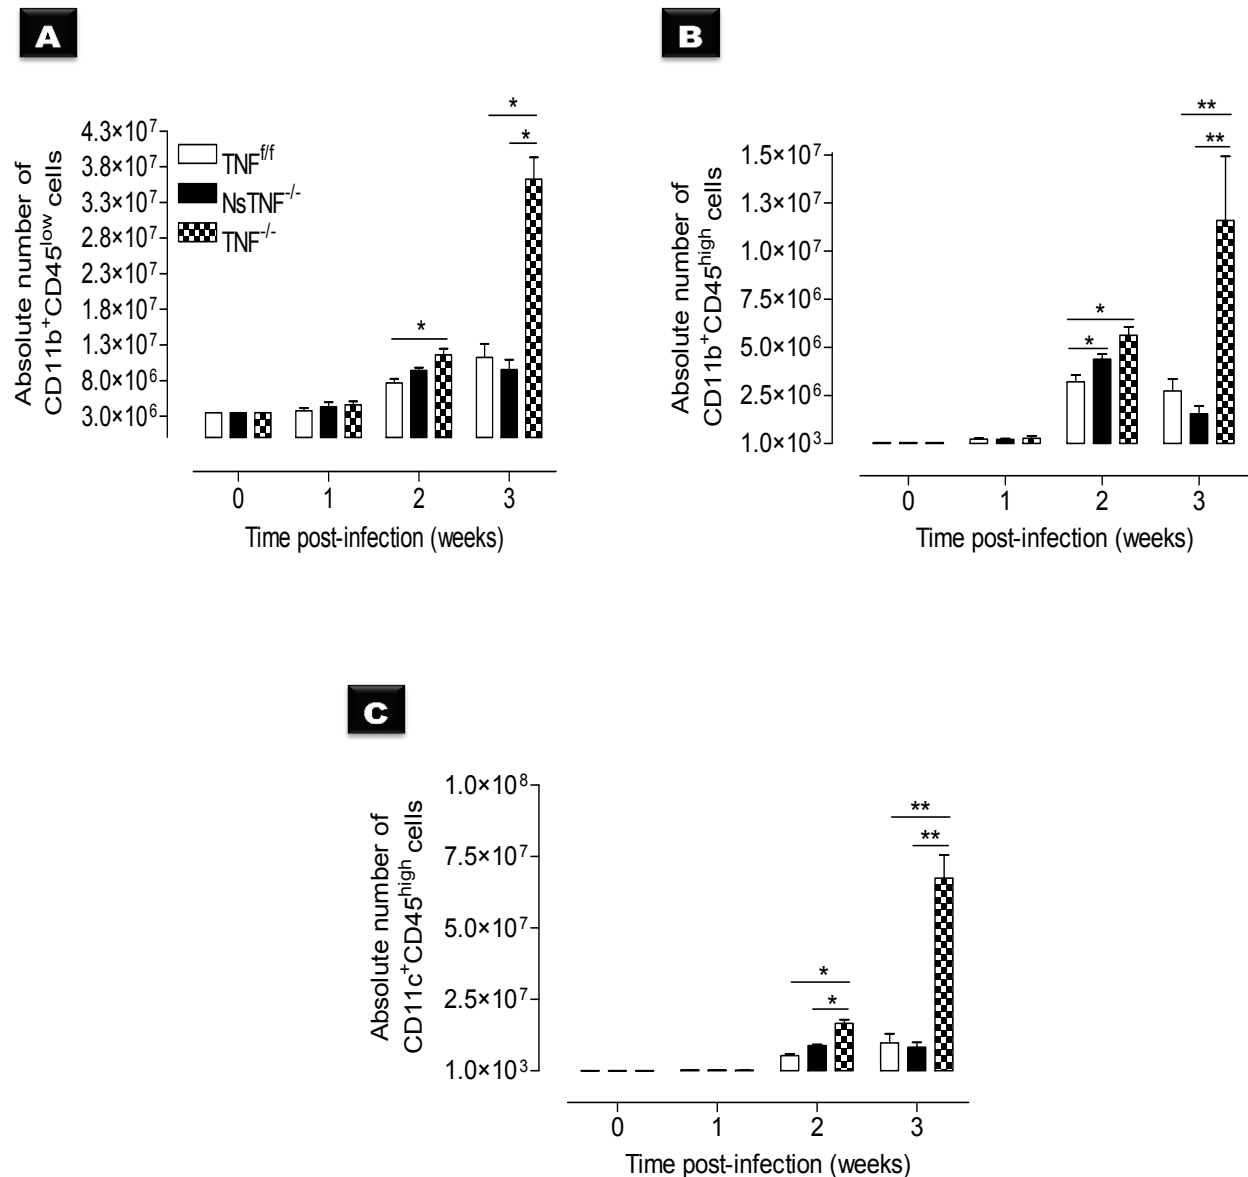 A
Absolute number of
CD11b⁺CD45ˡᵒʷ cells
4.3×10⁷
3.8×10⁷
3.3×10⁷
2.8×10⁷
2.3×10⁷
1.8×10⁷
1.3×10⁷
8.0×10⁶
3.0×10⁶
TNFᶠ/ᶠ
NsTNF⁻/⁻
TNF⁻/⁻
*
*
*
0 1 2 3
Time post-infection (weeks)
B
Absolute number of
CD11b⁺CD45ʰⁱᵍʰ cells
1.5×10⁷
1.3×10⁷
1.0×10⁷
7.5×10⁶
5.0×10⁶
2.5×10⁶
1.0×10³
**
**
*
*
0 1 2 3
Time post-infection (weeks)
C
Absolute number of
CD11c⁺CD45ʰⁱᵍʰ cells
1.0×10⁸
7.5×10⁷
5.0×10⁷
2.5×10⁷
1.0×10³
**
**
*
*
0 1 2 3
Time post-infection (weeks)